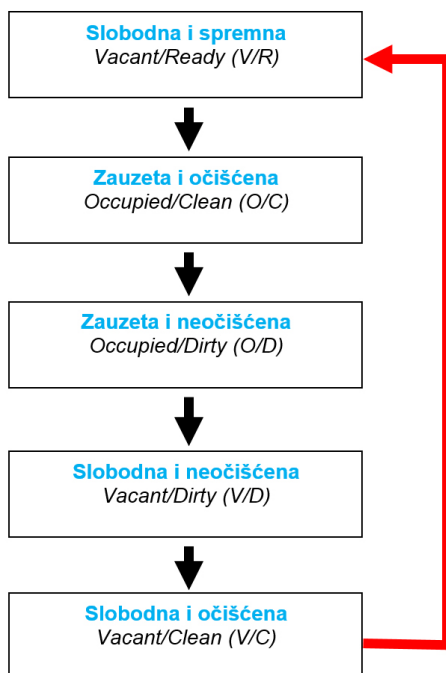 Slobodna i spremna
Vacant/Ready (V/R)
Zauzeta i očišćena
Occupied/Clean (O/C)
Zauzeta i neočišćena
Occupied/Dirty (O/D)
Slobodna i neočišćena
Vacant/Dirty (V/D)
Slobodna i očišćena
Vacant/Clean (V/C)